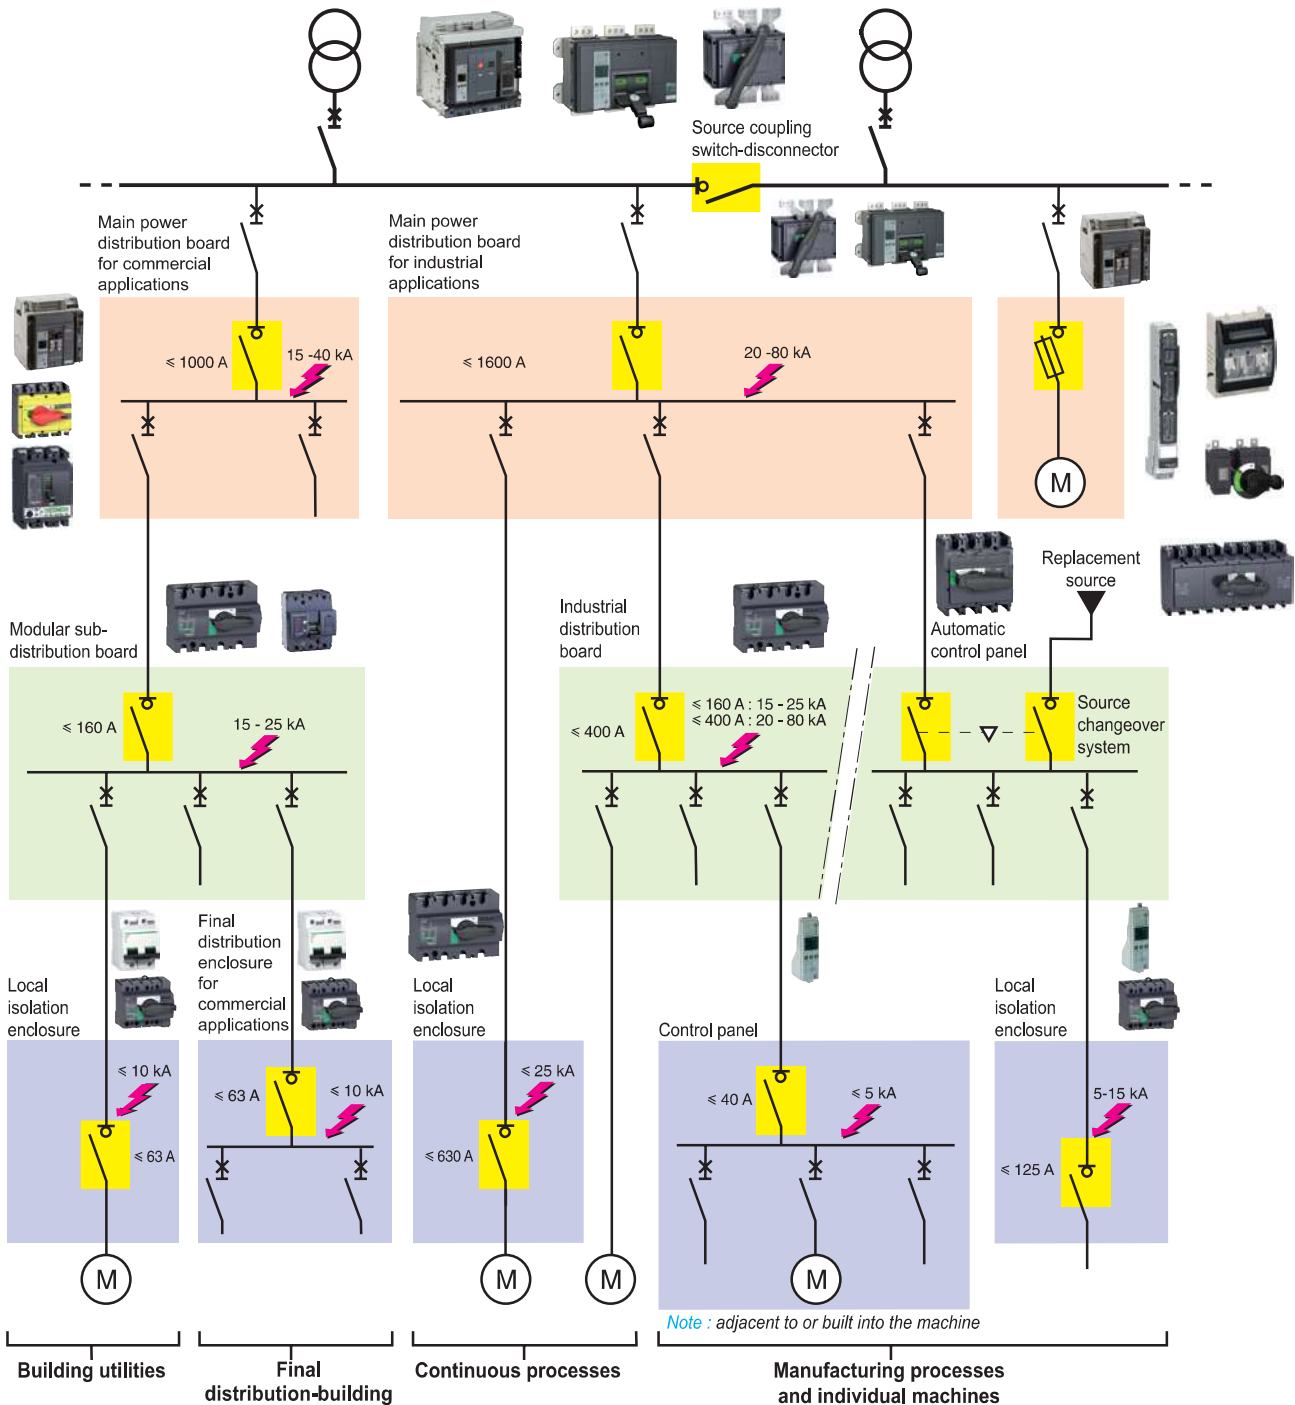 Source coupling
switch-disconnector
Main power
distribution board
for commercial
applications
Main power
distribution board
for industrial
applications
≤ 1000 A
15 -40 kA
≤ 1600 A
20 -80 kA
M
Replacement
source
Modular sub-
distribution board
Industrial
distribution
board
Automatic
control panel
≤ 160 A
15 - 25 kA
≤ 400 A
≤ 160 A : 15 - 25 kA
≤ 400 A : 20 - 80 kA
Source
changeover
system
Local
isolation
enclosure
Final
distribution
enclosure
for
commercial
applications
Local
isolation
enclosure
Control panel
Local
isolation
enclosure
≤ 10 kA
≤ 63 A
≤ 63 A
≤ 10 kA
≤ 25 kA
≤ 630 A
≤ 40 A
≤ 5 kA
5-15 kA
≤ 125 A
M
M
M
M
Note : adjacent to or built into the machine
Building utilities
Final
distribution-building
Continuous processes
Manufacturing processes
and individual machines